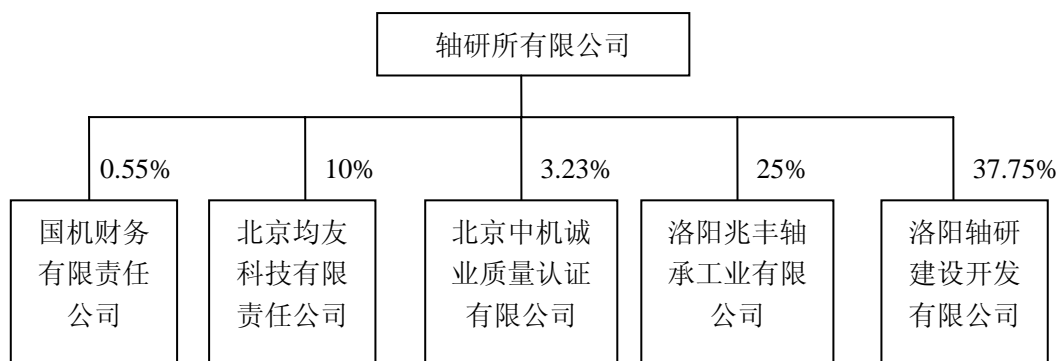 轴研所有限公司
0.55%
10%
3.23%
25%
37.75%
国机财务
有限责任
公司
北京均友
科技有限
责任公司
北京中机诚
业质量认证
有限公司
洛阳兆丰轴
承工业有限
公司
洛阳轴研
建设开发
有限公司